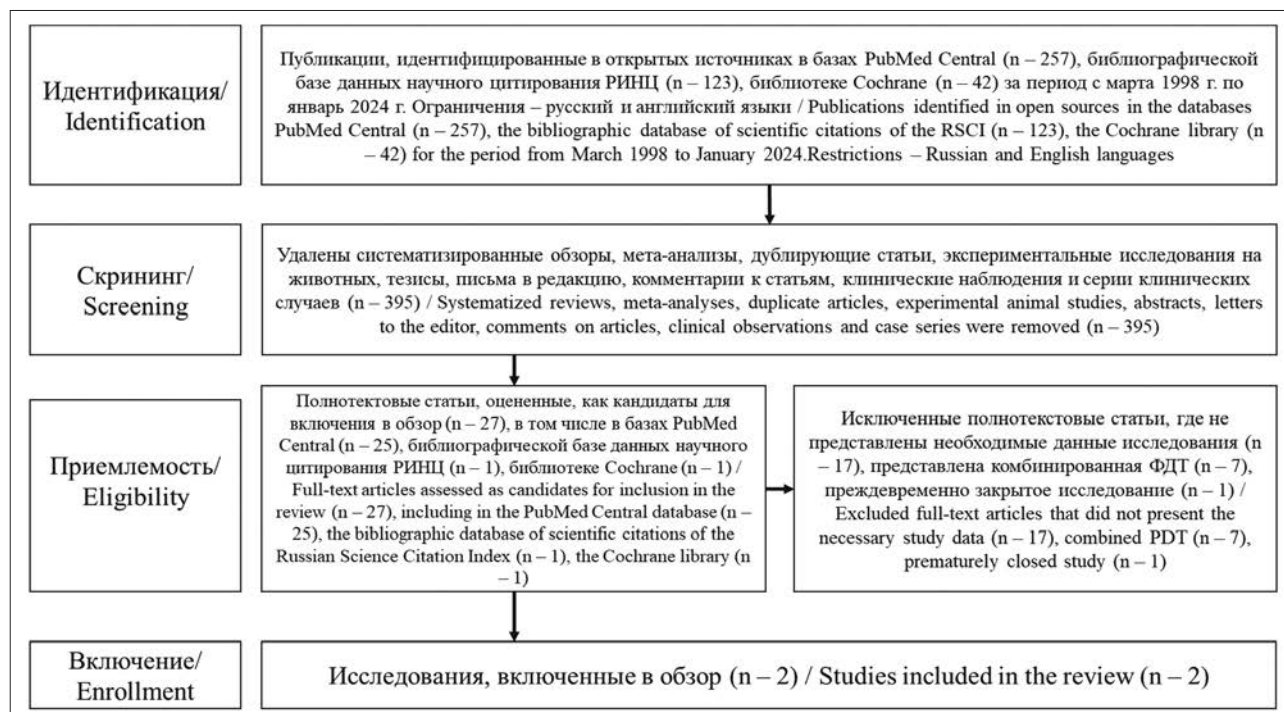 Идентификация/
Identification
Публикации, идентифицированные в открытых источниках в базах PubMed Central (n – 257), библиографической
базе данных научного цитирования РИНЦ (n – 123), библиотеке Cochrane (n – 42) за период с марта 1998 г. по
январь 2024 г. Ограничения – русский и английский языки / Publications identified in open sources in the databases
PubMed Central (n – 257), the bibliographic database of scientific citations of the RSCI (n – 123), the Cochrane library (n
– 42) for the period from March 1998 to January 2024.Restrictions – Russian and English languages
Скрининг/
Screening
Удалены систематизированные обзоры, мета-анализы, дублирующие статьи, экспериментальные исследования на
животных, тезисы, письма в редакцию, комментарии к статьям, клинические наблюдения и серии клинических
случаев (n – 395) / Systematized reviews, meta-analyses, duplicate articles, experimental animal studies, abstracts, letters
to the editor, comments on articles, clinical observations and case series were removed (n – 395)
Приемлемость/
Eligibility
Полнотектовые статьи, оцененные, как кандидаты для
включения в обзор (n – 27), в том числе в базах PubMed
Central (n – 25), библиографической базе данных научного
цитирования РИНЦ (n – 1), библиотеке Cochrane (n – 1) /
Full-text articles assessed as candidates for inclusion in the
review (n – 27), including in the PubMed Central database (n –
25), the bibliographic database of scientific citations of the
Russian Science Citation Index (n – 1), the Cochrane library (n
– 1)
Исключенные полнотекстовые статьи, где не
представлены необходимые данные исследования (n
– 17), представлена комбинированная ФДТ (n – 7),
преждевременно закрытое исследование (n – 1) /
Excluded full-text articles that did not present the
necessary study data (n – 17), combined PDT (n – 7),
prematurely closed study (n – 1)
Включение/
Enrollment
Исследования, включенные в обзор (n – 2) / Studies included in the review (n – 2)